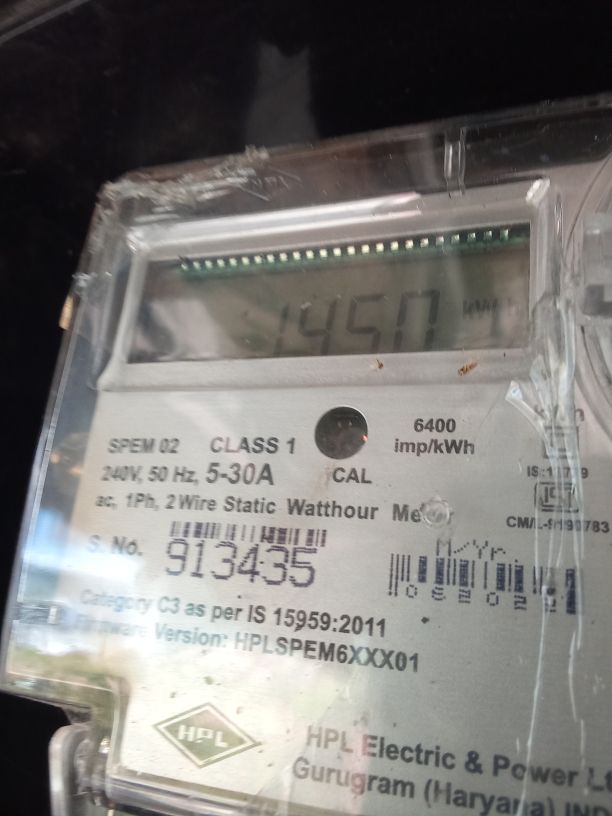 1450 kWh
6400
imp/kWh
SPEM 02 CLASS 1
240V, 50 Hz, 5-30A
CAL
ac, 1Ph, 2 Wire Static Watthour
M/Yr.
S. No. 913435
Category C3 as per IS 15959:2011
Firmware Version: HPLSPEM6XXX01
HPL
HPL Electric & Power
Gurugram (Haryana)